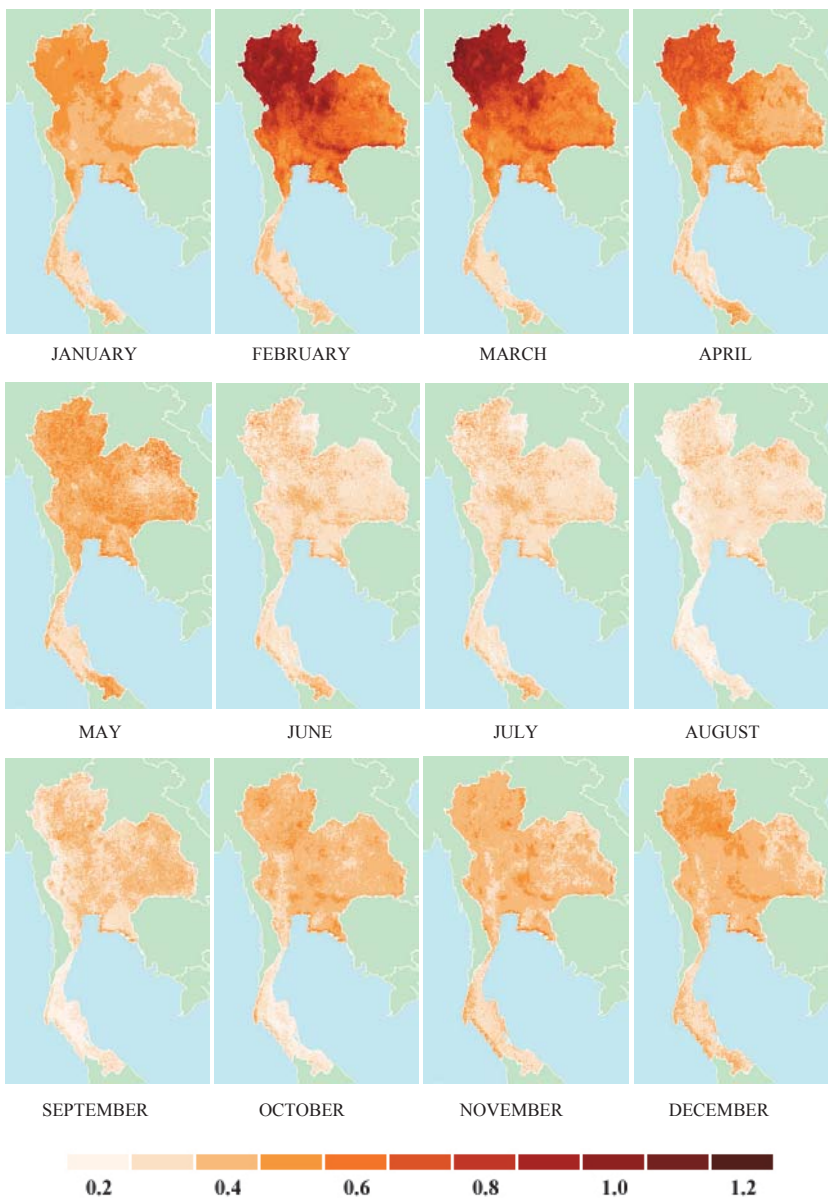 JANUARY FEBRUARY MARCH APRIL
MAY JUNE JULY AUGUST
SEPTEMBER OCTOBER NOVEMBER DECEMBER
0.2 0.4 0.6 0.8 1.0 1.2